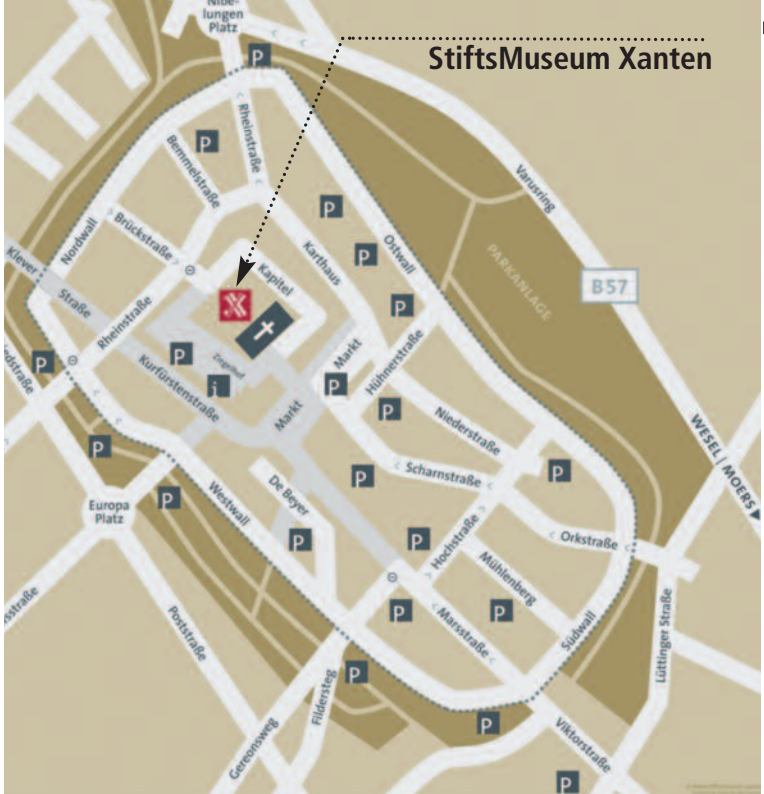 Nibe-
lungen
Platz
StiftsMuseum Xanten
P
P
Rheinstraße
Bemmelstraße
Varusring
P
Nordwall
Brückstraße
Karthaus
P
Ostwall
PARKANLAGE
Klever
Straße
Kapitel
B57
X
P
Rheinstraße
P
P
Markt
Hühnerstraße
Ziegelhof
i
P
Kurfürstenstraße
Markt
P
Niederstraße
WESEL | MOERS
P
Scharnstraße
P
P
De Beyer
P
Westwall
Europa
Platz
P
P
Hochstraße
Orkstraße
Mühlenberg
P
P
Marsstraße
Südwall
Lüttinger Straße
Poststraße
P
Fildersteg
Gereonsweg
P
Viktorstraße
P